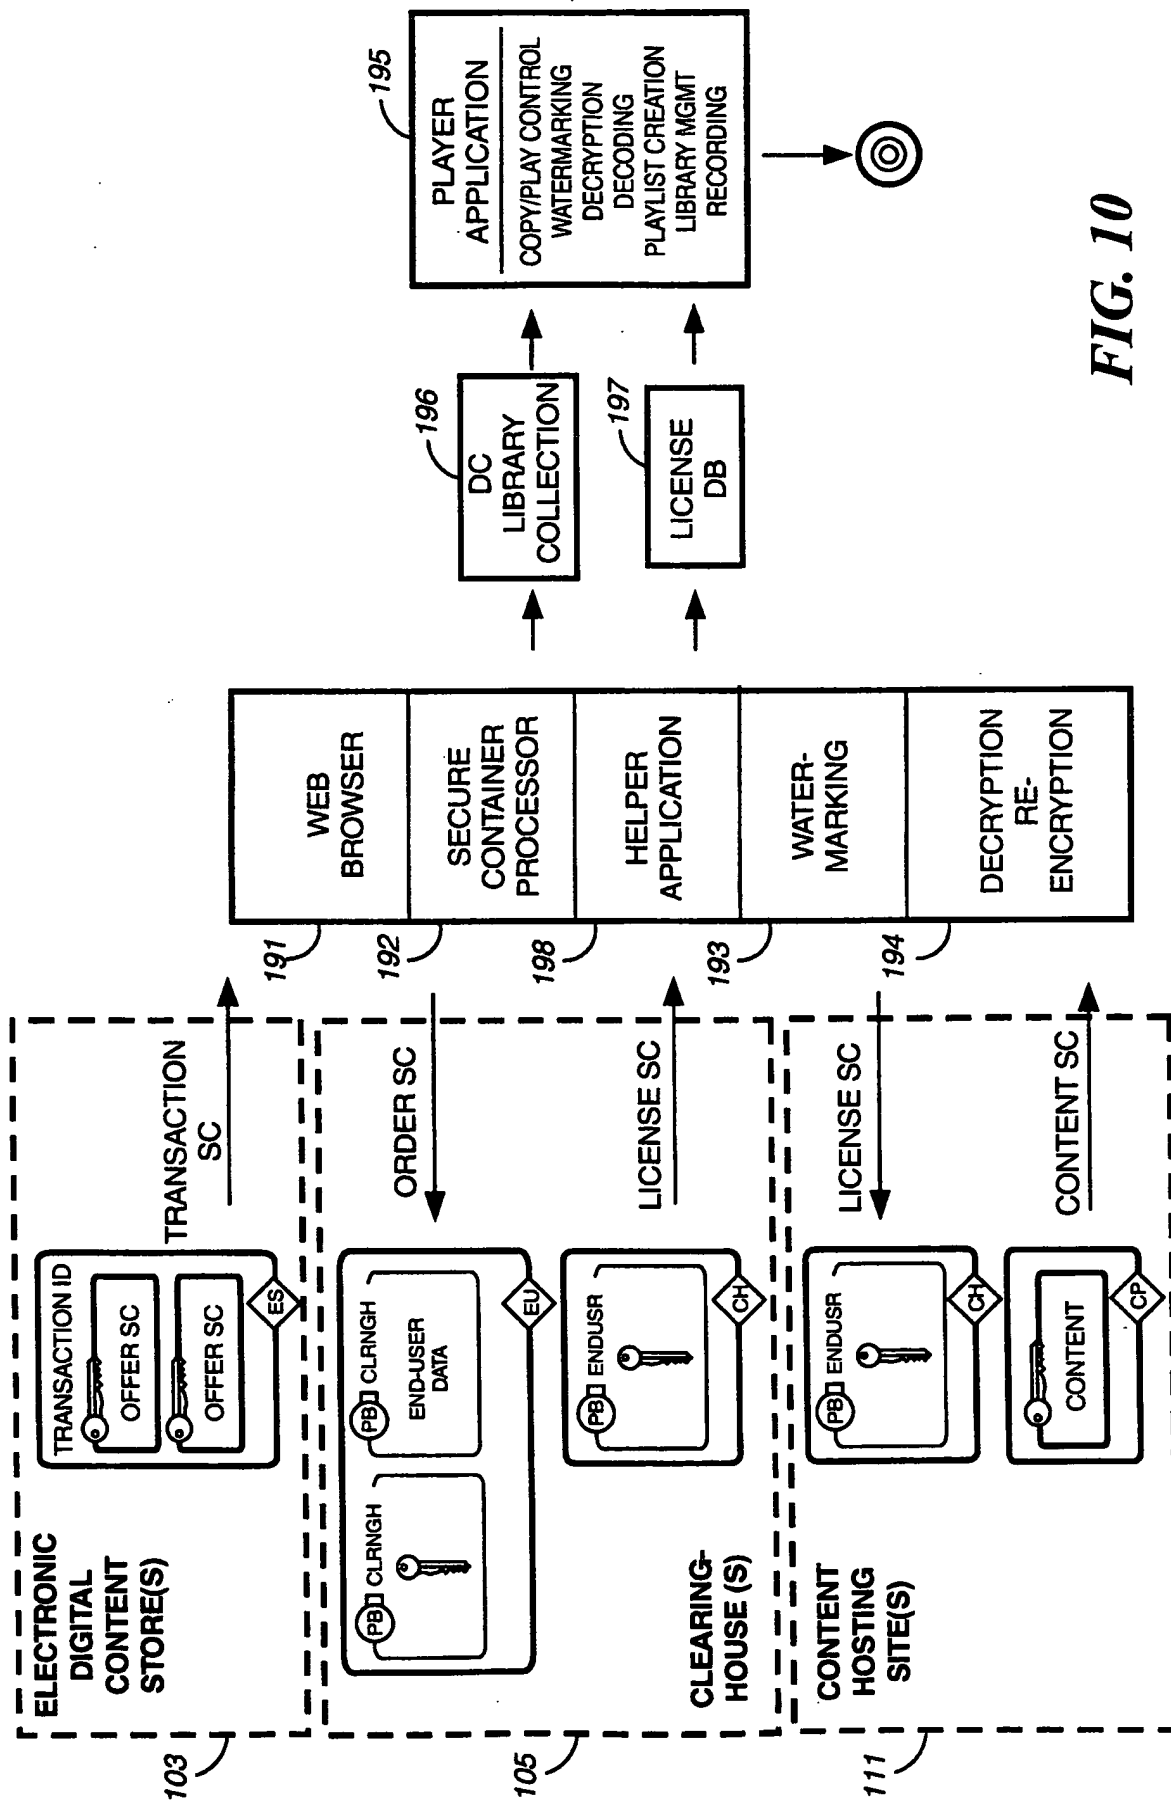 103
ELECTRONIC
DIGITAL
CONTENT
STORE(S)
TRANSACTION ID
OFFER SC
OFFER SC
ES
TRANSACTION
SC
105
PB CLRNGH
PB CLRNGH
END-USER
DATA
EU
ORDER SC
CLEARING-
HOUSE (S)
PB ENDUSR
CH
LICENSE SC
111
CONTENT
HOSTING
SITE(S)
PB ENDUSR
CH
LICENSE SC
CONTENT
CP
CONTENT SC
191
WEB
BROWSER
192
SECURE
CONTAINER
PROCESSOR
198
HELPER
APPLICATION
193
WATER-
MARKING
194
DECRYPTION
RE-
ENCRYPTION
196
DC
LIBRARY
COLLECTION
197
LICENSE
DB
195
PLAYER
APPLICATION
COPY/PLAY CONTROL
WATERMARKING
DECRYPTION
DECODING
PLAYLIST CREATION
LIBRARY MGMT
RECORDING
FIG. 10